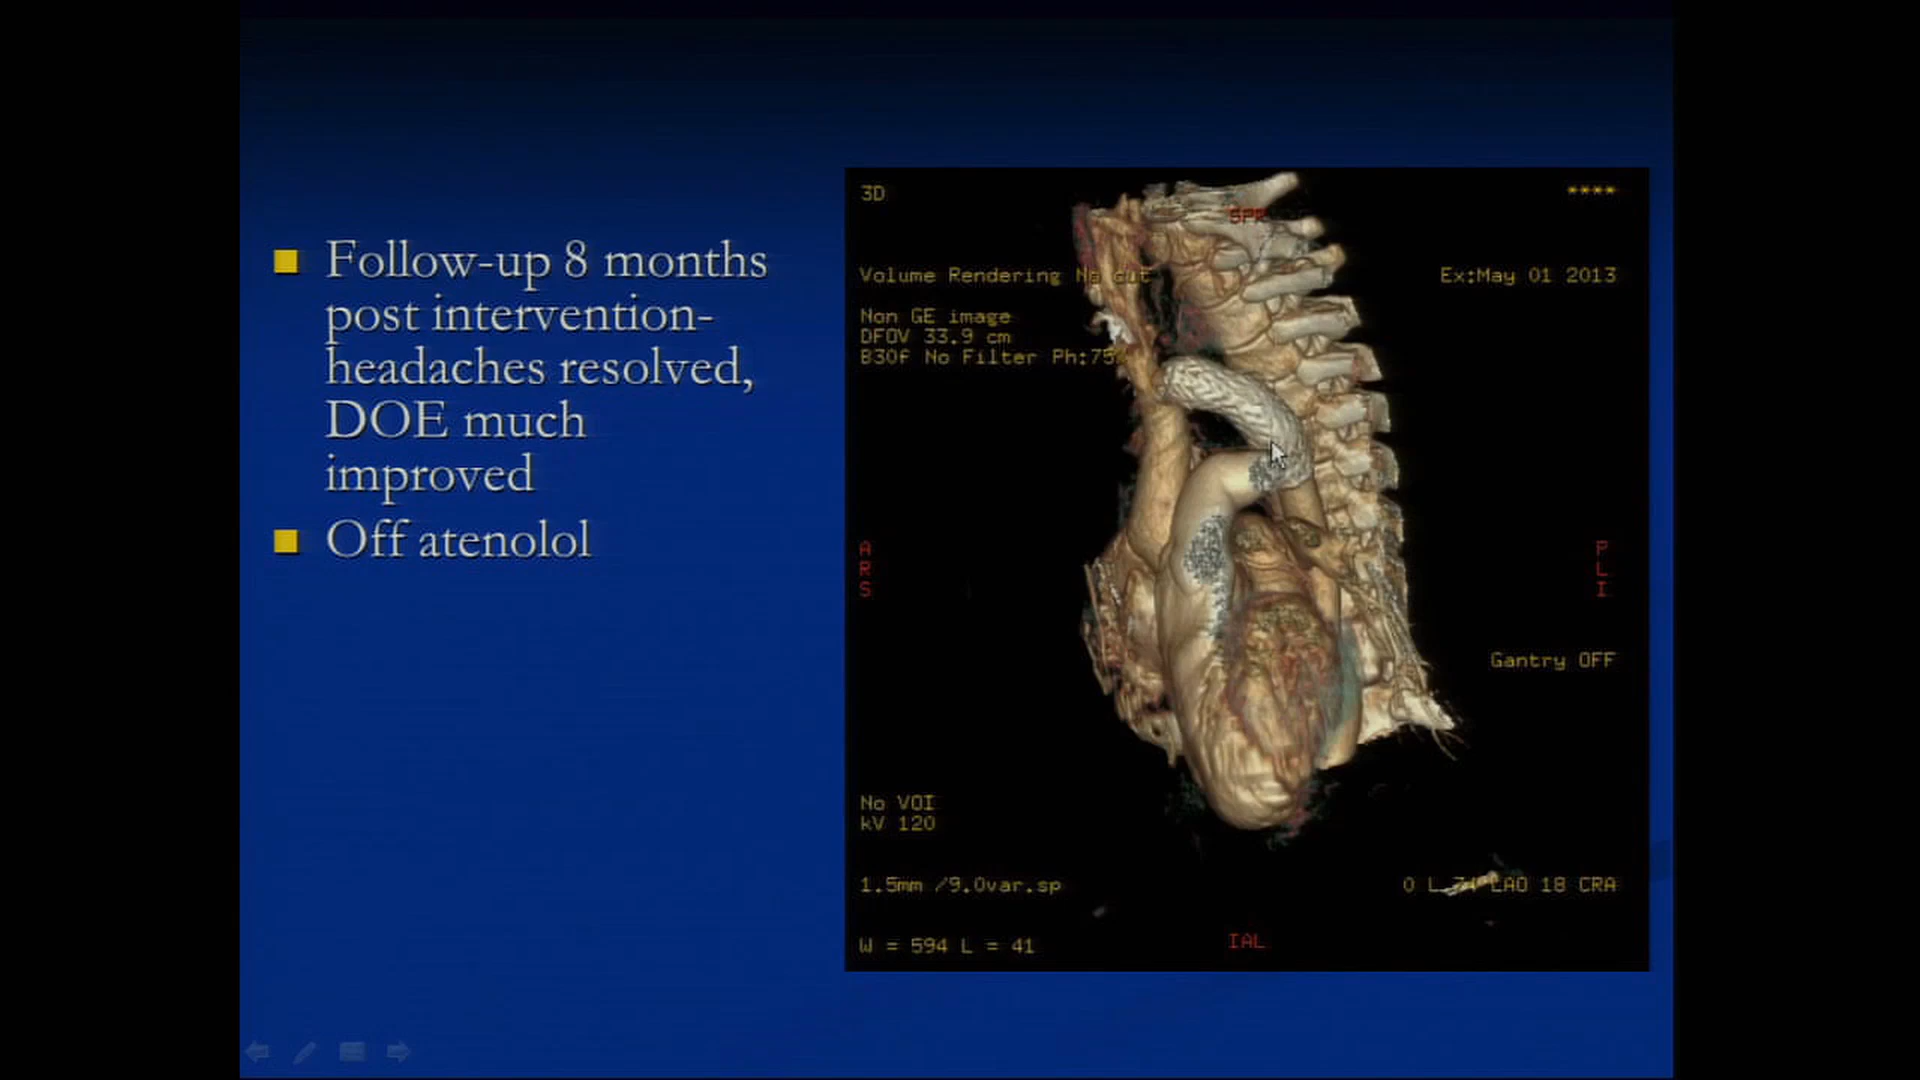 Follow-up 8 months
post intervention-
headaches resolved,
DOE much
improved
Off atenolol
3D
****
SPR
Volume Rendering No cut
Ex:May 01 2013
Non GE image
DFOV 33.9 cm
B30f No Filter Ph:75%
A
R
S
P
L
I
Gantry OFF
No VOI
kV 120
1.5mm /9.0var.sp
0 L 74 LAO 18 CRA
W = 594 L = 41
IAL